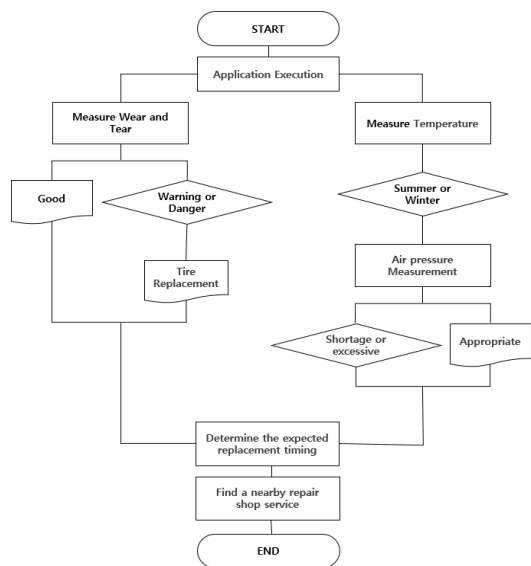 START
Application Execution
Measure Wear and
Tear
Measure Temperature
Good
Warning or
Danger
Summer or
Winter
Tire
Replacement
Air pressure
Measurement
Shortage or
excessive
Appropriate
Determine the expected
replacement timing
Find a nearby repair
shop service
END